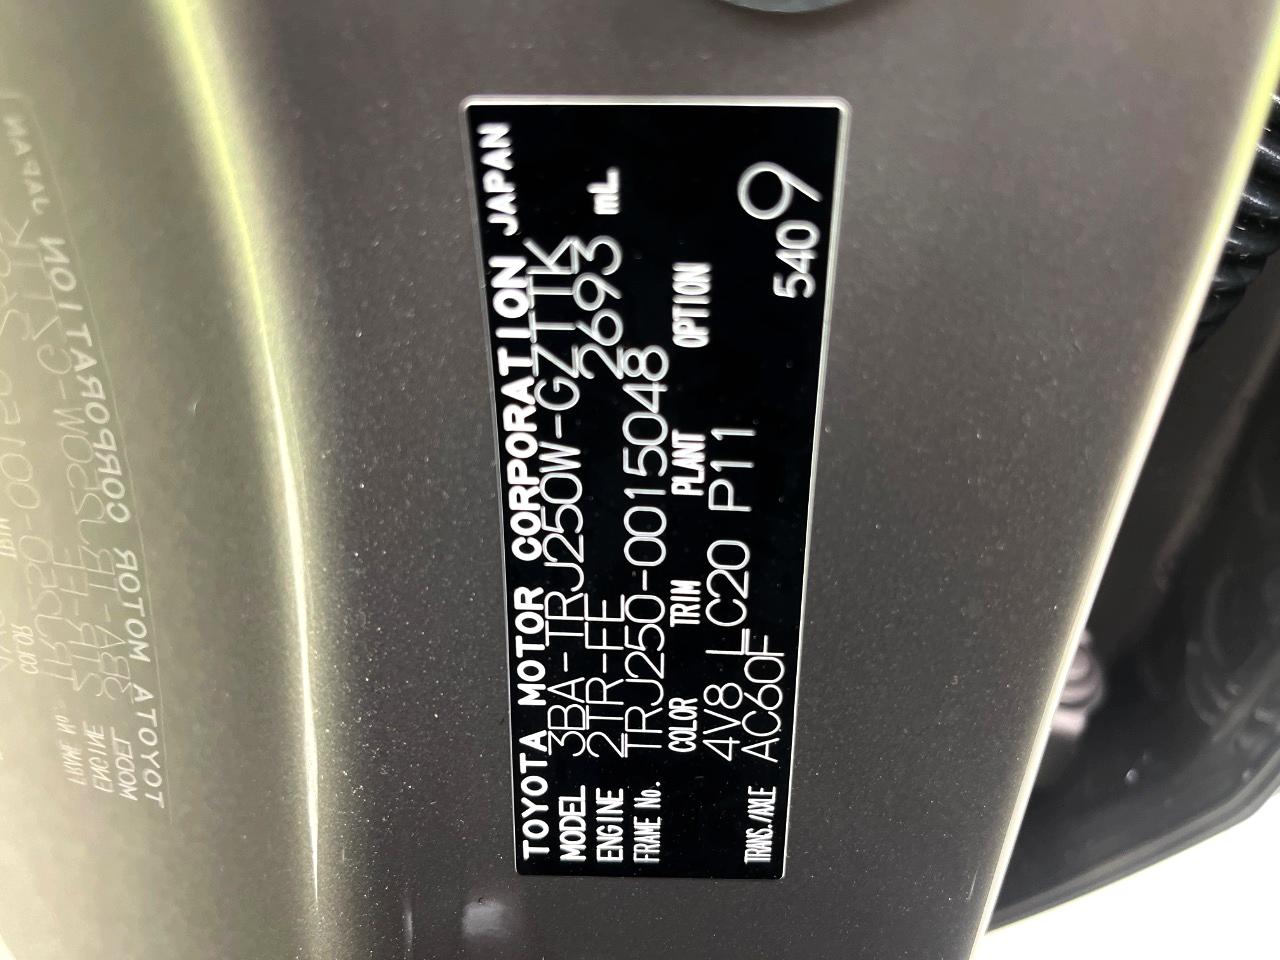 TOYOTA MOTOR CORPORATION JAPAN
MODEL 3BA-TRJ250W-GZTTK
ENGINE 2TR-FE 2693 mL
FRAME No. TRJ250-0015048
COLOR TRIM PLANT OPTION
4V8 LC20 P11
TRANS./AXLE AC60F 5409